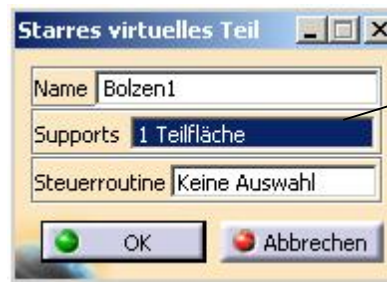 Starres virtuelles Teil
Name Bolzen1
Supports 1 Teilfläche
Steuerroutine Keine Auswahl
OK Abbrechen